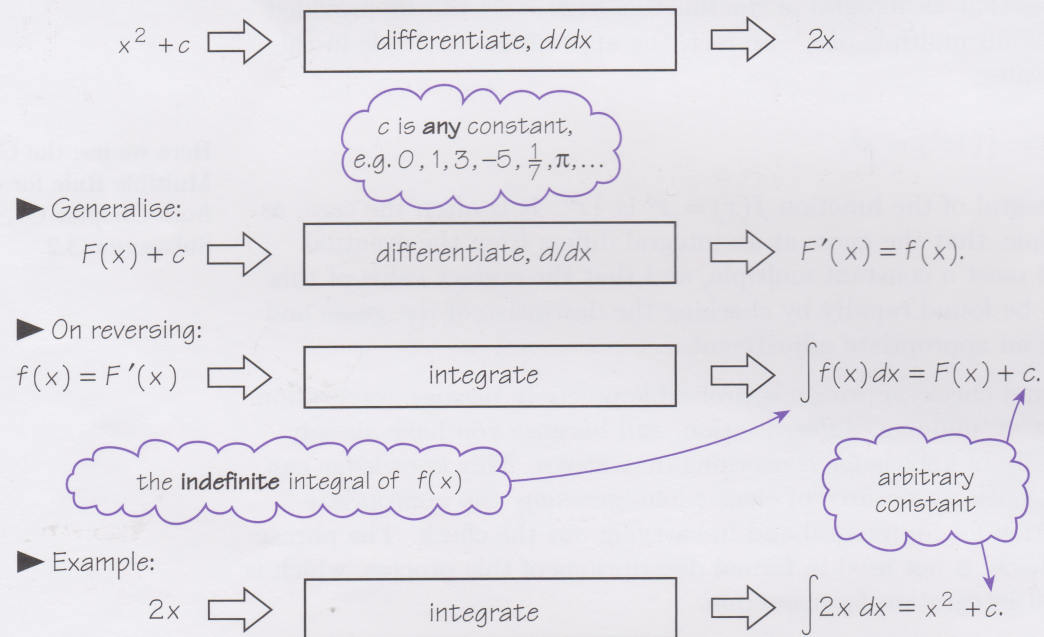 x² + c differentiate, d/dx 2x
c is any constant,
e.g. 0, 1, 3, −5, 1/7, π, ...
▶ Generalise:
F(x) + c differentiate, d/dx F′(x) = f(x).
▶ On reversing:
f(x) = F′(x) integrate ∫ f(x) dx = F(x) + c.
the indefinite integral of f(x)
arbitrary
constant
▶ Example:
2x integrate ∫ 2x dx = x² + c.